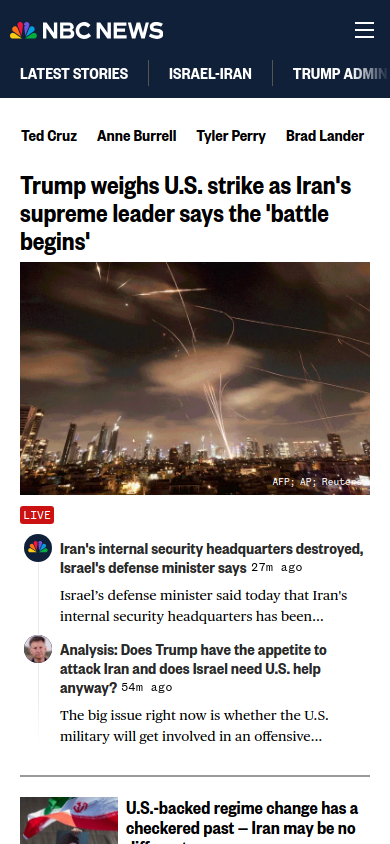 NBC NEWS
LATEST STORIES
ISRAEL-IRAN
TRUMP ADMIN
Ted Cruz
Anne Burrell
Tyler Perry
Brad Lander
Trump weighs U.S. strike as Iran's
supreme leader says the 'battle
begins'
AFP; AP; Reuters
LIVE
Iran's internal security headquarters destroyed,
Israel's defense minister says 27m ago
Israel’s defense minister said today that Iran's
internal security headquarters has been...
Analysis: Does Trump have the appetite to
attack Iran and does Israel need U.S. help
anyway? 54m ago
The big issue right now is whether the U.S.
military will get involved in an offensive...
U.S.-backed regime change has a
checkered past — Iran may be no